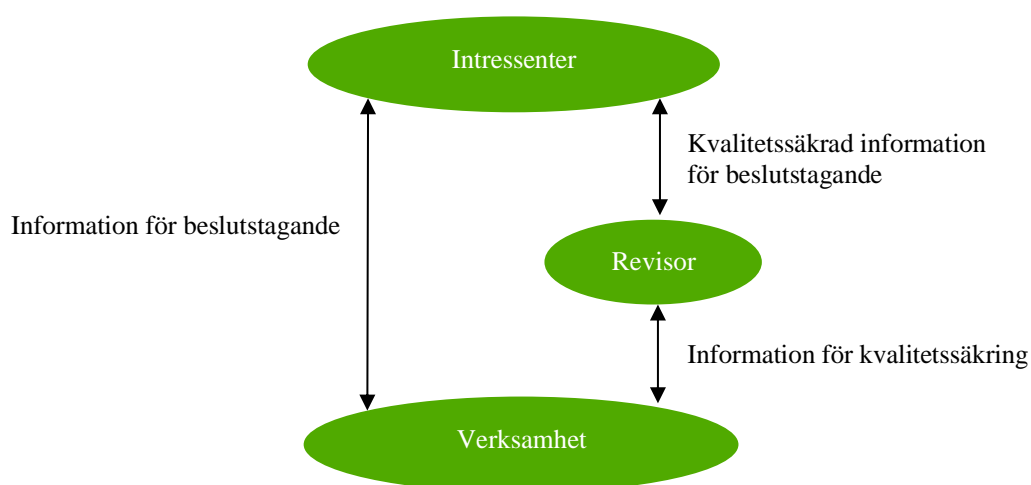 Intressenter
Kvalitetssäkrad information
för beslutstagande
Information för beslutstagande
Revisor
Information för kvalitetssäkring
Verksamhet